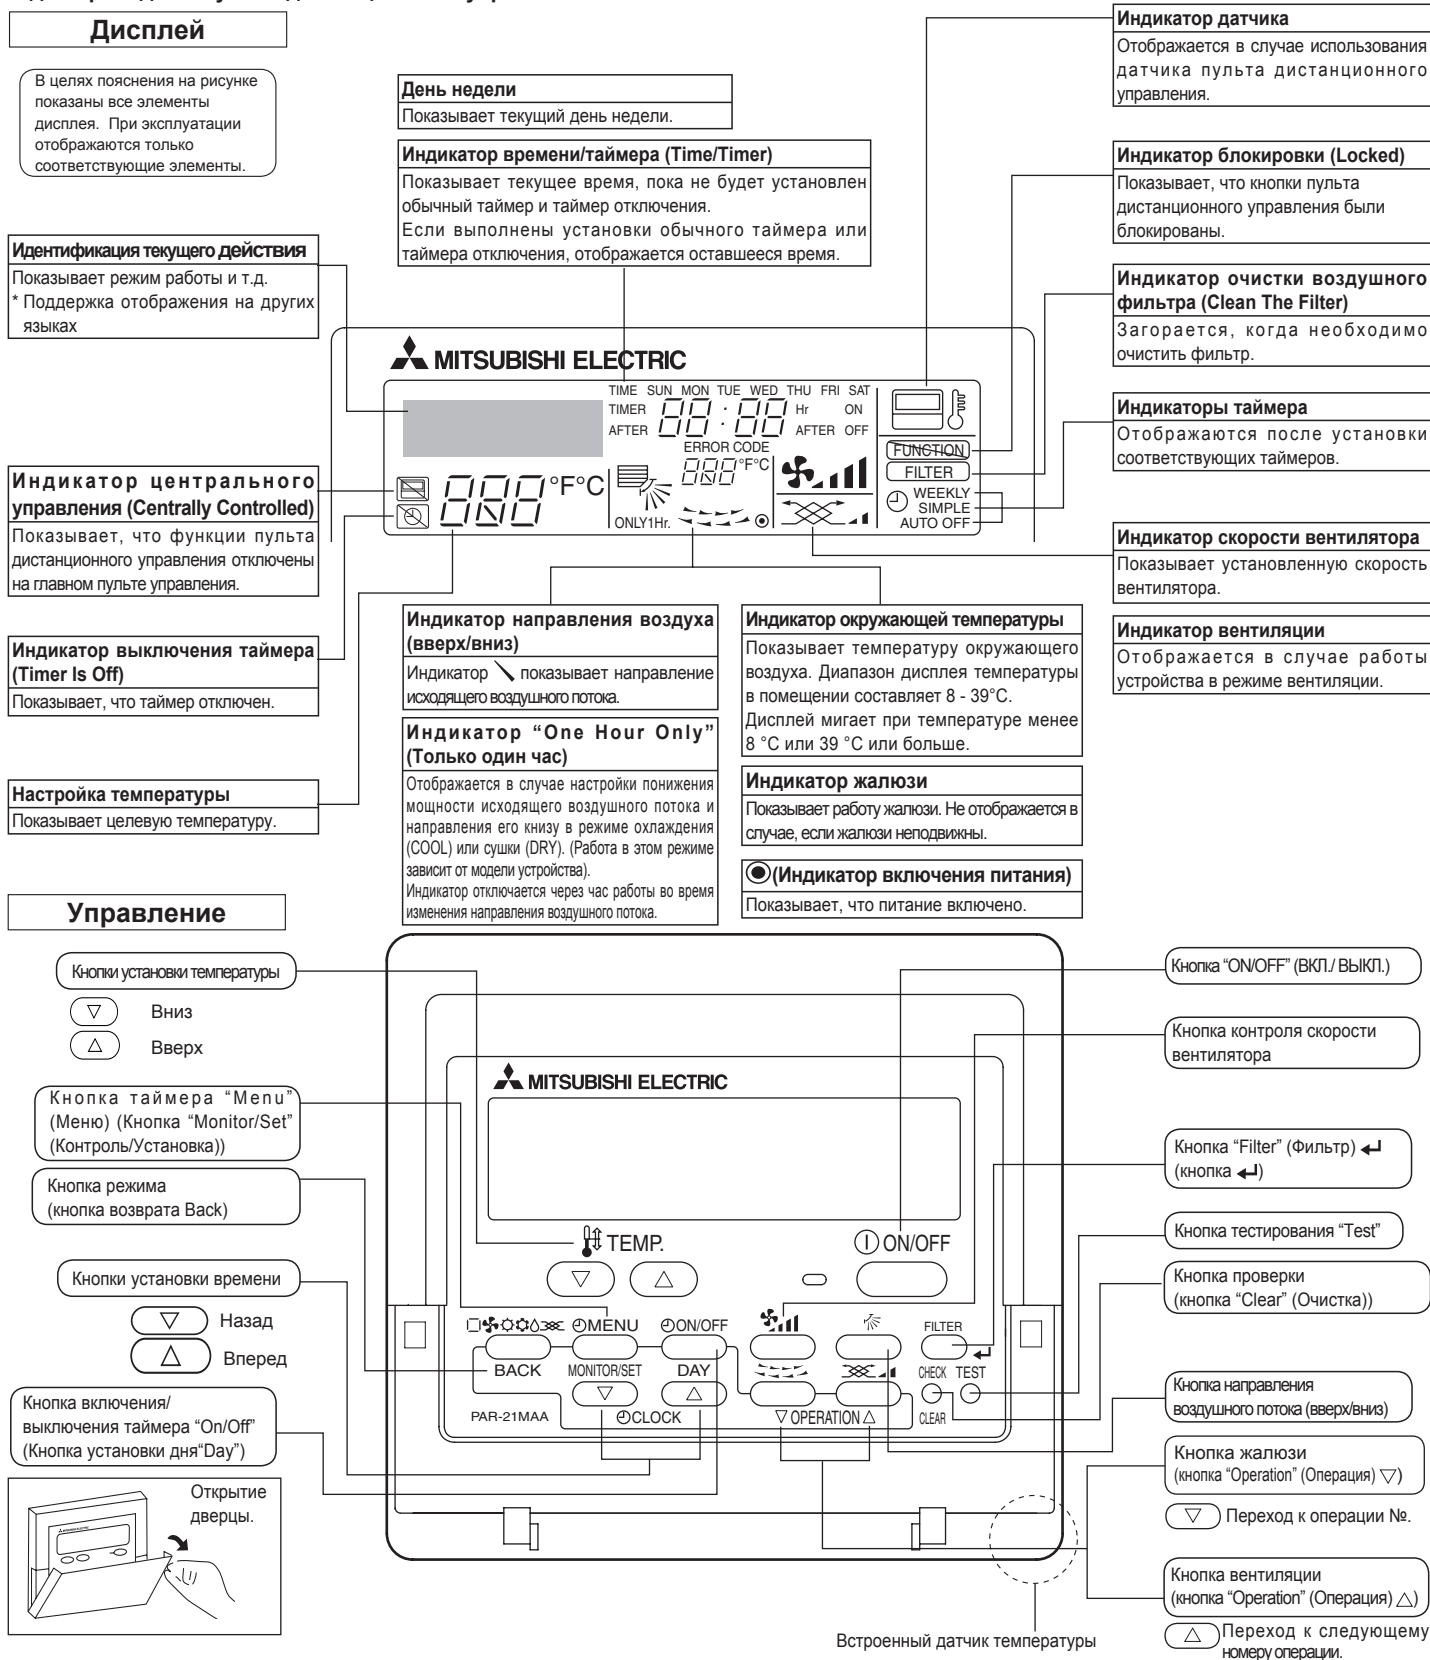 Дисплей
В целях пояснения на рисунке
показаны все элементы
дисплея. При эксплуатации
отображаются только
соответствующие элементы.
День недели
Показывает текущий день недели.
Индикатор времени/таймера (Time/Timer)
Показывает текущее время, пока не будет установлен
обычный таймер и таймер отключения.
Если выполнены установки обычного таймера или
таймера отключения, отображается оставшееся время.
Индикатор датчика
Отображается в случае использования
датчика пульта дистанционного
управления.
Индикатор блокировки (Locked)
Показывает, что кнопки пульта
дистанционного управления были
блокированы.
Идентификация текущего действия
Показывает режим работы и т.д.
* Поддержка отображения на других
языках
Индикатор очистки воздушного
фильтра (Clean The Filter)
Загорается, когда необходимо
очистить фильтр.
Индикаторы таймера
Отображаются после установки
соответствующих таймеров.
MITSUBISHI ELECTRIC
TIME SUN MON TUE WED THU FRI SAT
TIMER 88:88 Hr ON
AFTER AFTER OFF
ERROR CODE
888 °F°C
888 °F°C
ONLY1Hr.
FUNCTION
FILTER
WEEKLY
SIMPLE
AUTO OFF
Индикатор центрального
управления (Centrally Controlled)
Показывает, что функции пульта
дистанционного управления отключены
на главном пульте управления.
Индикатор выключения таймера
(Timer Is Off)
Показывает, что таймер отключен.
Настройка температуры
Показывает целевую температуру.
Индикатор направления воздуха
(вверх/вниз)
Индикатор показывает направление
исходящего воздушного потока.
Индикатор “One Hour Only”
(Только один час)
Отображается в случае настройки понижения
мощности исходящего воздушного потока и
направления его книзу в режиме охлаждения
(COOL) или сушки (DRY). (Работа в этом режиме
зависит от модели устройства).
Индикатор отключается через час работы во время
изменения направления воздушного потока.
Индикатор окружающей температуры
Показывает температуру окружающего
воздуха. Диапазон дисплея температуры
в помещении составляет 8 - 39°C.
Дисплей мигает при температуре менее
8 °C или 39 °C или больше.
Индикатор жалюзи
Показывает работу жалюзи. Не отображается в
случае, если жалюзи неподвижны.
(Индикатор включения питания)
Показывает, что питание включено.
Индикатор скорости вентилятора
Показывает установленную скорость
вентилятора.
Индикатор вентиляции
Отображается в случае работы
устройства в режиме вентиляции.
Управление
Кнопки установки температуры
▽ Вниз
△ Вверх
Кнопка таймера “Menu”
(Меню) (Кнопка “Monitor/Set”
(Контроль/Установка))
Кнопка режима
(кнопка возврата Back)
Кнопки установки времени
▽ Назад
△ Вперед
Кнопка включения/
выключения таймера “On/Off”
(Кнопка установки дня“Day”)
Открытие
дверцы.
MITSUBISHI ELECTRIC
TEMP.
ON/OFF
▽ △
MENU ON/OFF FILTER
BACK MONITOR/SET DAY CHECK TEST
▽ △
PAR-21MAA CLOCK ▽ OPERATION △ CLEAR
Кнопка “ON/OFF” (ВКЛ./ ВЫКЛ.)
Кнопка контроля скорости
вентилятора
Кнопка “Filter” (Фильтр) ↵
(кнопка ↵)
Кнопка тестирования “Test”
Кнопка проверки
(кнопка “Clear” (Очистка))
Кнопка направления
воздушного потока (вверх/вниз)
Кнопка жалюзи
(кнопка “Operation” (Операция) ▽)
▽ Переход к операции №.
Кнопка вентиляции
(кнопка “Operation” (Операция) △)
△ Переход к следующему
номеру операции.
Встроенный датчик температуры